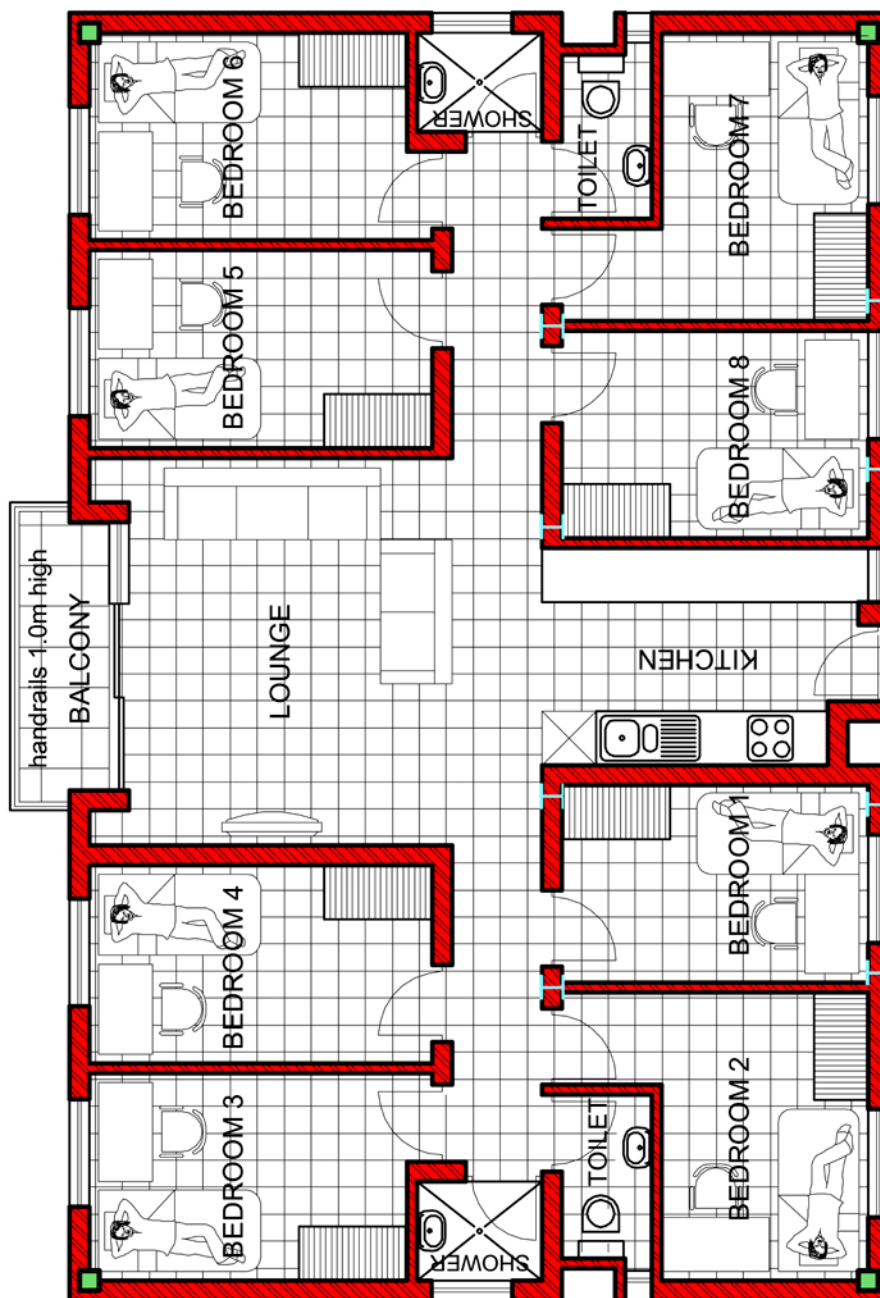 BEDROOM 6
SHOWER
TOILET
BEDROOM 7
BEDROOM 5
BEDROOM 8
handrails 1.0m high
BALCONY
LOUNGE
KITCHEN
BEDROOM 4
BEDROOM 1
BEDROOM 3
SHOWER
TOILET
BEDROOM 2